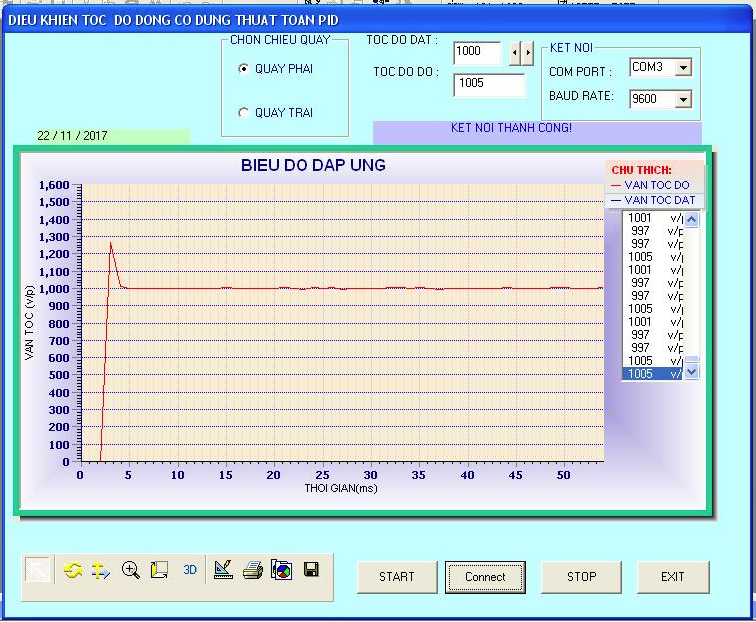 DIEU KHIEN TOC DO DONG CO DUNG THUAT TOAN PID
CHON CHIEU QUAY
QUAY PHAI
QUAY TRAI
TOC DO DAT :
1000
TOC DO DO :
1005
KET NOI
COM PORT :
COM3
BAUD RATE:
9600
22 / 11 / 2017
KET NOI THANH CONG!
BIEU DO DAP UNG
CHU THICH:
VAN TOC DO
VAN TOC DAT
1001 v/p
997 v/p
997 v/p
1005 v/p
1001 v/p
997 v/p
997 v/p
1005 v/p
1001 v/p
997 v/p
997 v/p
1005 v/p
1005 v/p
VAN TOC (v/p)
1,600
1,500
1,400
1,300
1,200
1,100
1,000
900
800
700
600
500
400
300
200
100
0
0 5 10 15 20 25 30 35 40 45 50
THOI GIAN(ms)
3D
START
Connect
STOP
EXIT